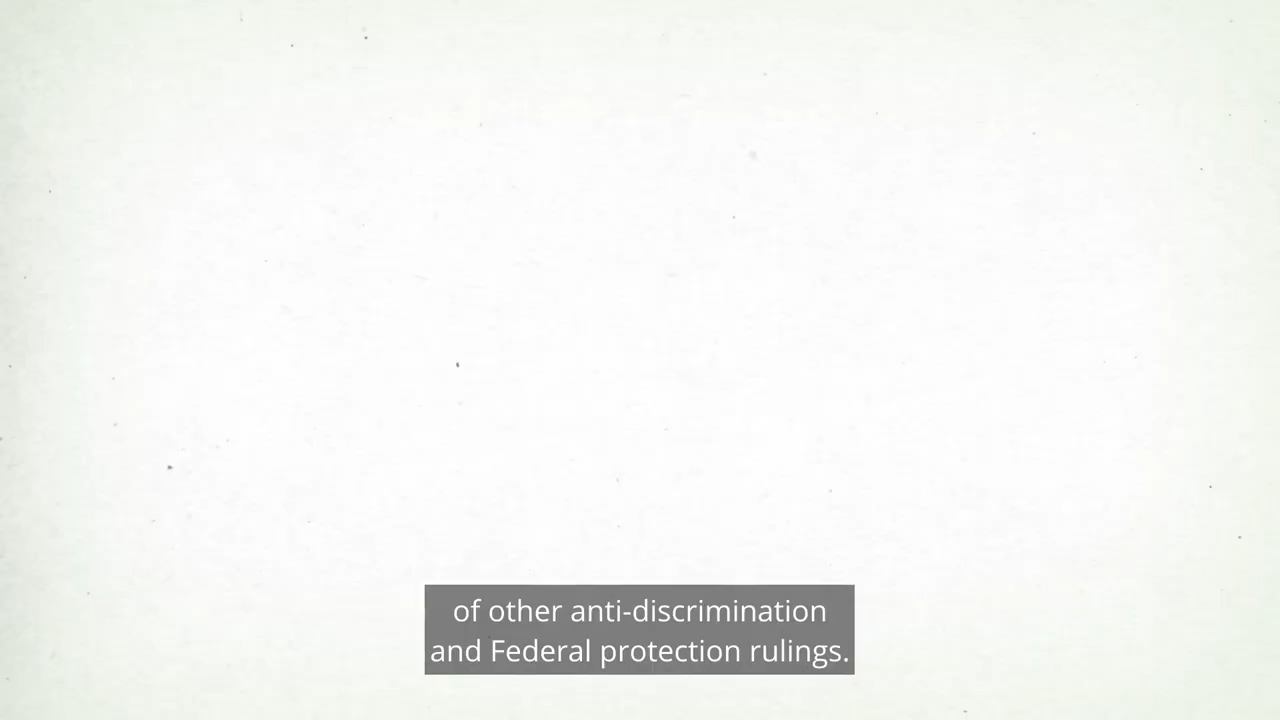 of other anti-discrimination
and Federal protection rulings.